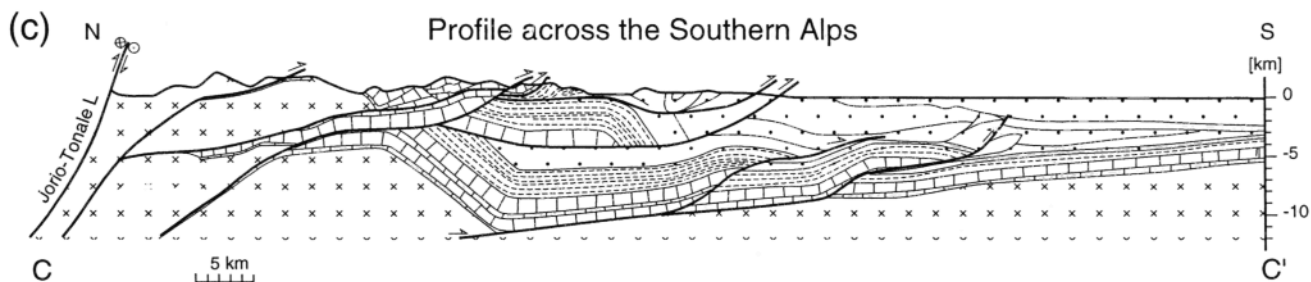 (c) N Profile across the Southern Alps S
[km]
0
Jorio-Tonale L
-5
-10
C 5 km C'